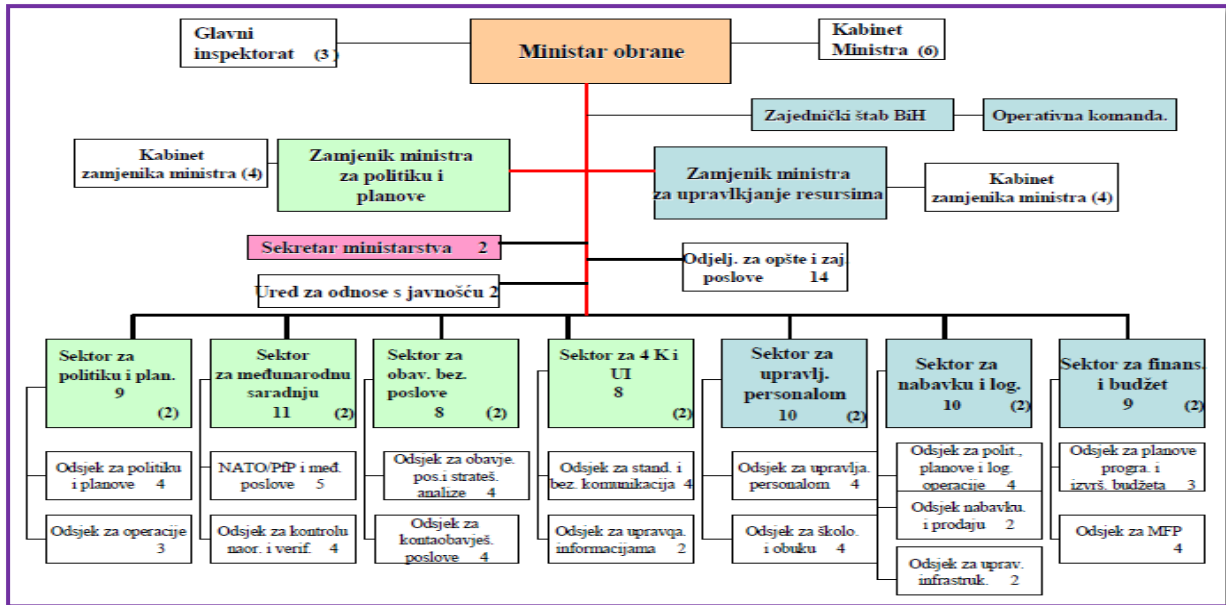 Glavni
inspektorat (3 )
Ministar obrane
Kabinet
Ministra (6)
Zajednički štab BiH
Operativna komanda.
Kabinet
zamjenika ministra (4)
Zamjenik ministra
za politiku i
planove
Zamjenik ministra
za upravlkjanje resursima
Kabinet
zamjenika ministra (4)
Sekretar ministarstva 2
Odjelj. za opšte i zaj.
poslove 14
Ured za odnose s javnošću 2
Sektor za
politiku i plan.
9
(2)
Sektor
za međunarodnu
saradnju
11 (2)
Sektor za
obav. bez.
poslove
8 (2)
Sektor za 4 K i
UI
8
(2)
Sektor za
upravlj.
personalom
10 (2)
Sektor za
nabavku i log.
10 (2)
Sektor za finans.
i budžet
9 (2)
Odsjek za politiku
i planove 4
NATO/PfP i međ.
poslove 5
Odsjek za obavje.
pos.i strateš.
analize 4
Odsjek za stand. i
bez. komunikacija 4
Odsjek za upravlja.
personalom 4
Odsjek za polit.,
planove i log.
operacije 4
Odsjek za planove
progra. i
izvrš. budžeta 3
Odsjek za operacije
3
Odsjek za kontrolu
naor. i verif. 4
Odsjek za
kontaobavješ.
poslove 4
Odsjek za upravqa.
informacijama 2
Odsjek za školo.
i obuku 4
Odsjek nabavku.
i prodaju 2
Odsjek za MFP
4
Odsjek za uprav.
infrastruk. 2